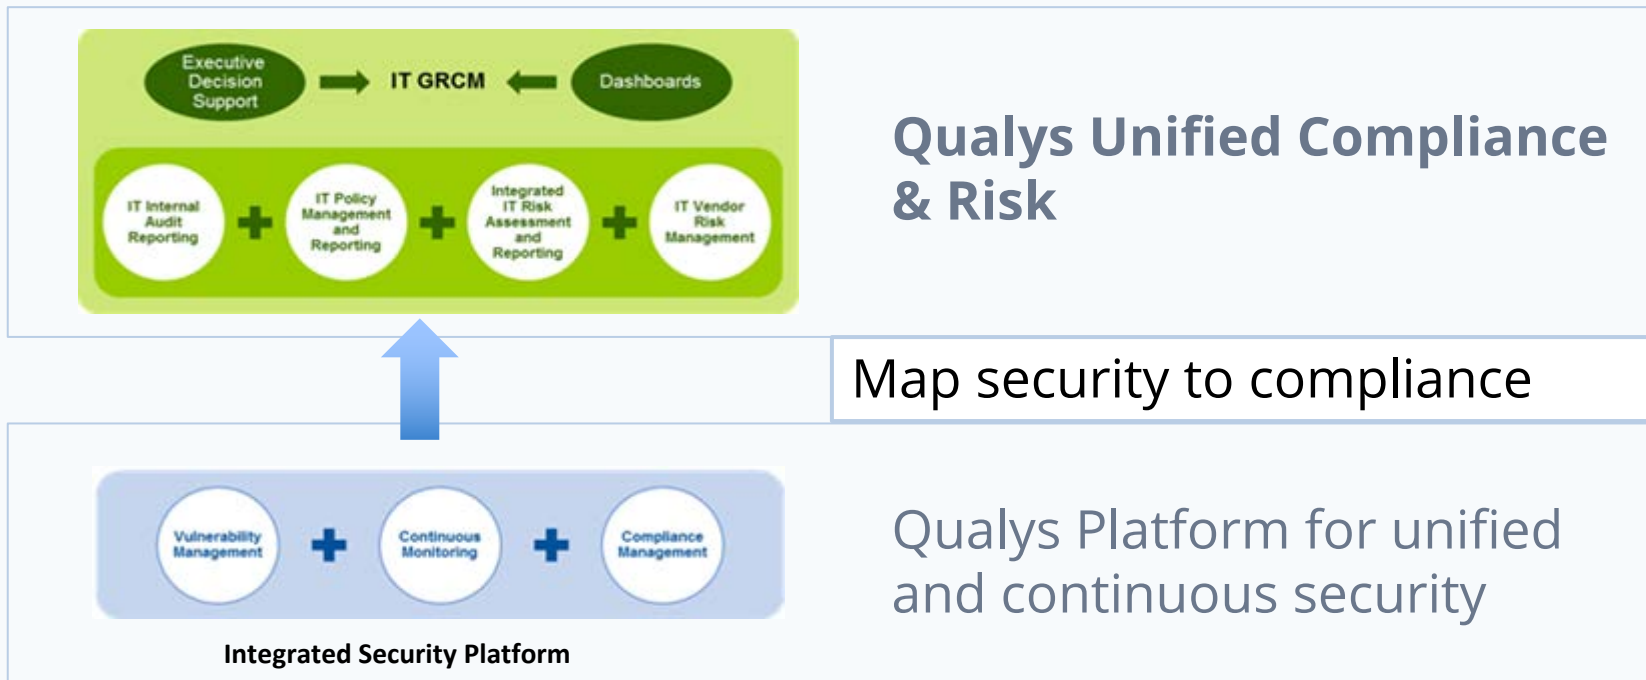 Executive
Decision
Support
IT GRCM
Dashboards
IT Internal
Audit
Reporting
IT Policy
Management
and
Reporting
Integrated
IT Risk
Assessment
and
Reporting
IT Vendor
Risk
Management
Qualys Unified Compliance
& Risk
Map security to compliance
Vulnerability
Management
Continuous
Monitoring
Compliance
Management
Integrated Security Platform
Qualys Platform for unified
and continuous security